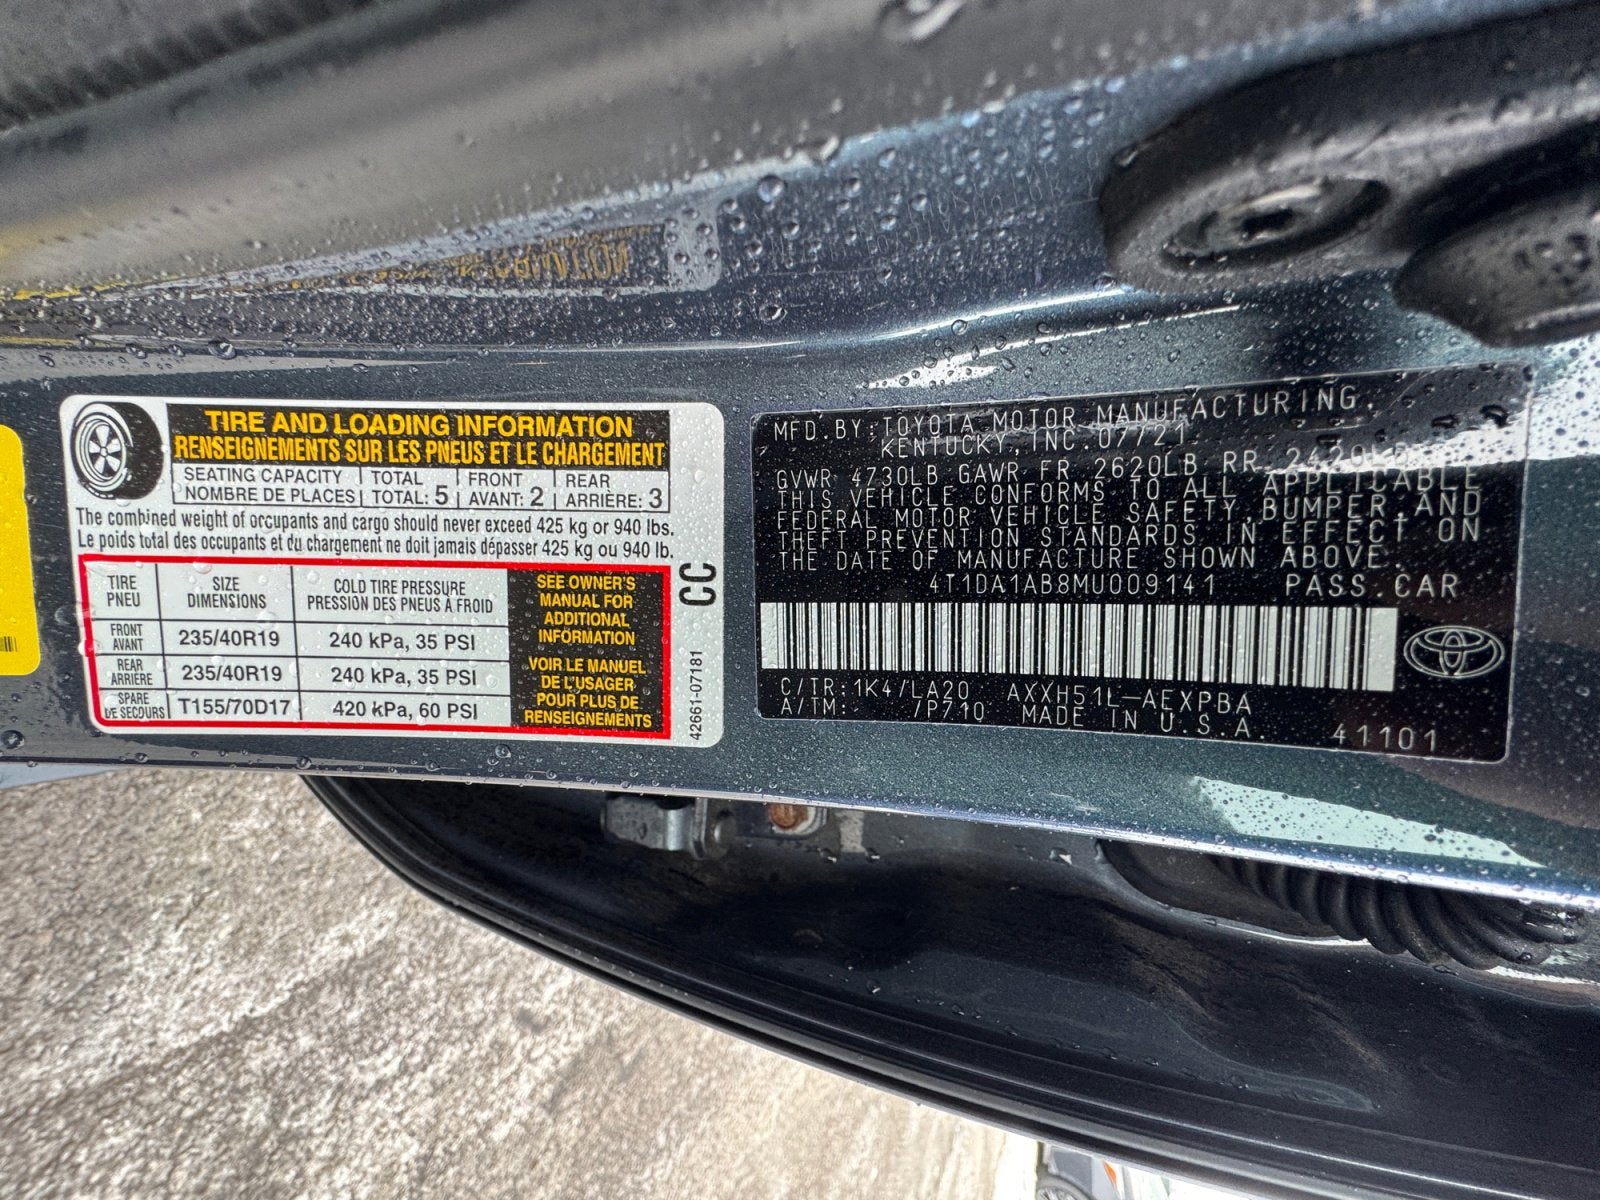 TIRE AND LOADING INFORMATION
RENSEIGNEMENTS SUR LES PNEUS ET LE CHARGEMENT
SEATING CAPACITY TOTAL FRONT REAR
NOMBRE DE PLACES TOTAL: 5 AVANT: 2 ARRIÈRE: 3
The combined weight of occupants and cargo should never exceed 425 kg or 940 lbs.
Le poids total des occupants et du chargement ne doit jamais dépasser 425 kg ou 940 lb.
TIRE SIZE COLD TIRE PRESSURE
PNEU DIMENSIONS PRESSION DES PNEUS À FROID
FRONT
AVANT 235/40R19 240 kPa, 35 PSI
REAR
ARRIÈRE 235/40R19 240 kPa, 35 PSI
SPARE
DE SECOURS T155/70D17 420 kPa, 60 PSI
SEE OWNER'S
MANUAL FOR
ADDITIONAL
INFORMATION
VOIR LE MANUEL
DE L'USAGER
POUR PLUS DE
RENSEIGNEMENTS
CC
42661-07181
MFD.BY:TOYOTA MOTOR MANUFACTURING,
KENTUCKY, INC. 07/21
GVWR 4730LB GAWR FR 2620LB RR
THIS VEHICLE CONFORMS TO ALL APPLICABLE
FEDERAL MOTOR VEHICLE SAFETY, BUMPER, AND
THEFT PREVENTION STANDARDS IN EFFECT ON
THE DATE OF MANUFACTURE SHOWN ABOVE.
4T1DA1AB8MU009141 PASS.CAR
C/TR:1K4/LA20 AXXH51L-AEXPBA
A/TM: /P710 MADE IN U.S.A.
41101